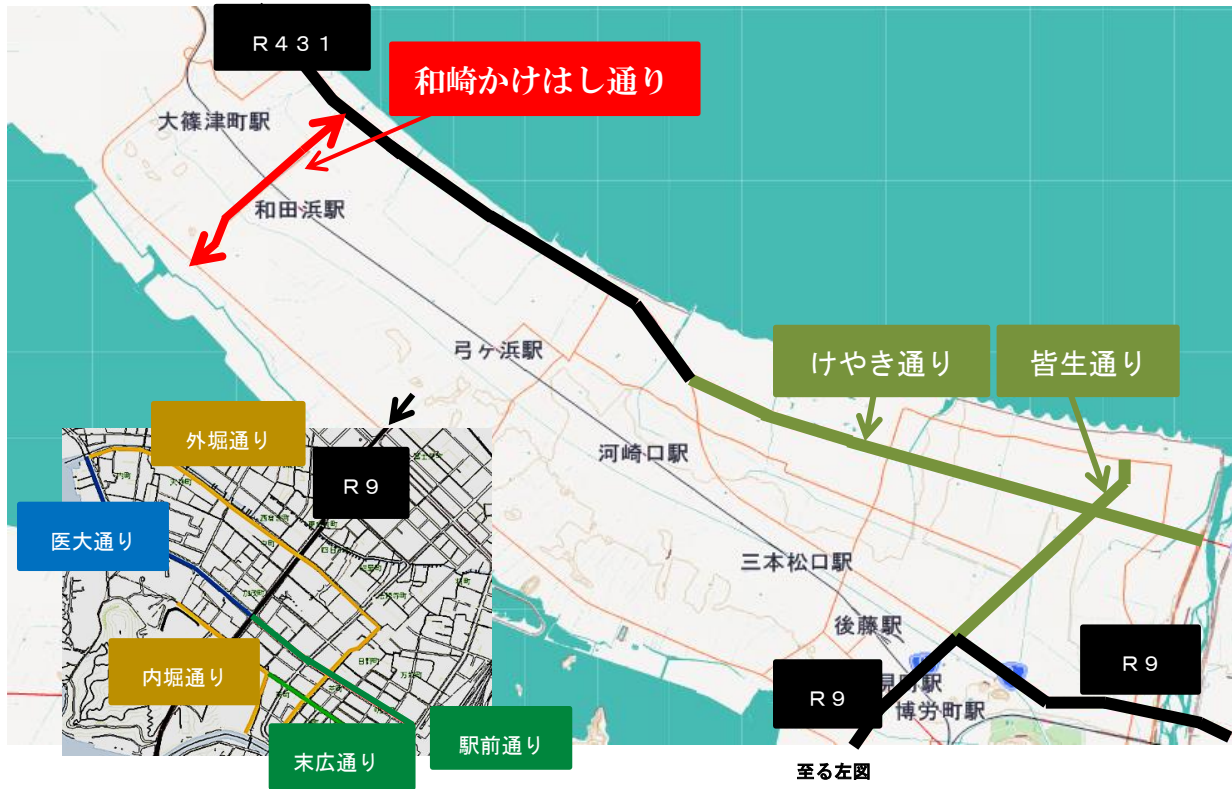 R431
和崎かけはし通り
大篠津町駅
和田浜駅
弓ヶ浜駅
けやき通り
皆生通り
外堀通り
河崎口駅
R9
医大通り
三本松口駅
後藤駅
内堀通り
R9
見町駅
R9
博労町駅
末広通り
駅前通り
至る左図